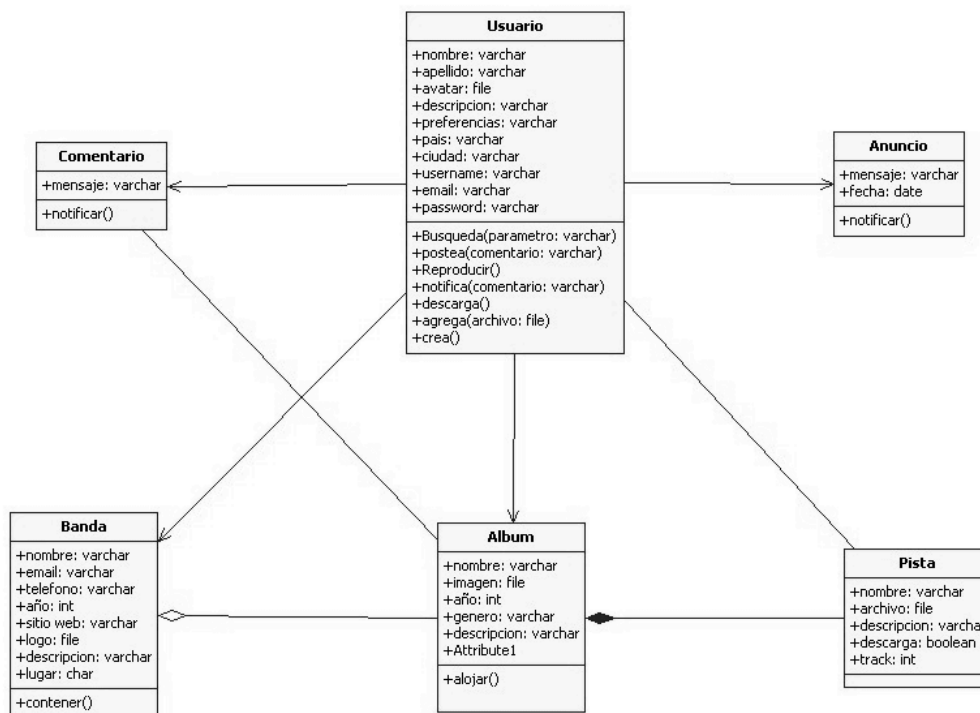 Usuario
+nombre: varchar
+apellido: varchar
+avatar: file
+descripcion: varchar
+preferencias: varchar
+pais: varchar
+ciudad: varchar
+username: varchar
+email: varchar
+password: varchar
+Busqueda(parametro: varchar)
+postea(comentario: varchar)
+Reproducir()
+notifica(comentario: varchar)
+descarga()
+agrega(archivo: file)
+crea()
Comentario
+mensaje: varchar
+notificar()
Anuncio
+mensaje: varchar
+fecha: date
+notificar()
Banda
+nombre: varchar
+email: varchar
+telefono: varchar
+año: int
+sitio web: varchar
+logo: file
+descripcion: varchar
+lugar: char
+contener()
Album
+nombre: varchar
+imagen: file
+año: int
+genero: varchar
+descripcion: varchar
+Attribute1
+alojar()
Pista
+nombre: varchar
+archivo: file
+descripcion: varcha
+descarga: boolean
+track: int